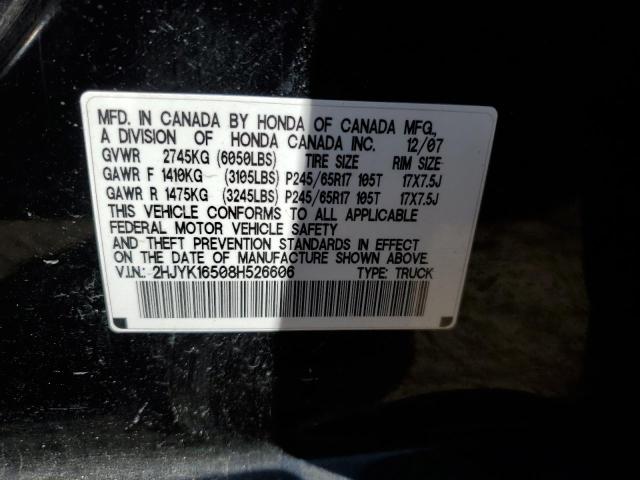 MFD. IN CANADA BY HONDA OF CANADA MFG.,
A DIVISION OF HONDA CANADA INC. 12/07
GVWR 2745KG (6050LBS) TIRE SIZE RIM SIZE
GAWR F 1410KG (3105LBS) P245/65R17 105T 17X7.5J
GAWR R 1475KG (3245LBS) P245/65R17 105T 17X7.5J
THIS VEHICLE CONFORMS TO ALL APPLICABLE
FEDERAL MOTOR VEHICLE SAFETY
AND THEFT PREVENTION STANDARDS IN EFFECT
ON THE DATE OF MANUFACTURE SHOWN ABOVE.
V.I.N.: 2HJYK16508H526606 TYPE: TRUCK